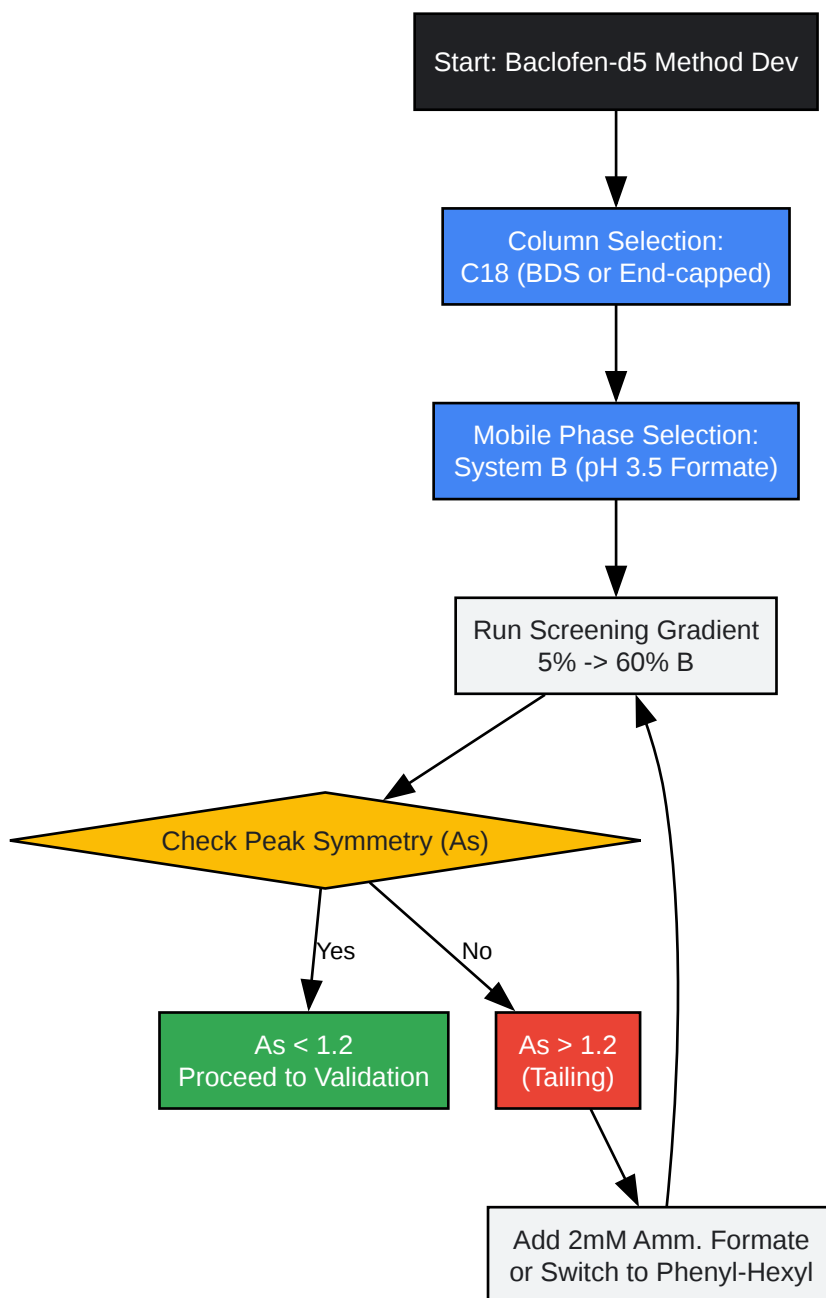 Start: Baclofen-d5 Method Dev
Column Selection:
C18 (BDS or End-capped)
Mobile Phase Selection:
System B (pH 3.5 Formate)
Run Screening Gradient
5% -> 60% B
Check Peak Symmetry (As)
Yes
No
As < 1.2
Proceed to Validation
As > 1.2
(Tailing)
Add 2mM Amm. Formate
or Switch to Phenyl-Hexyl